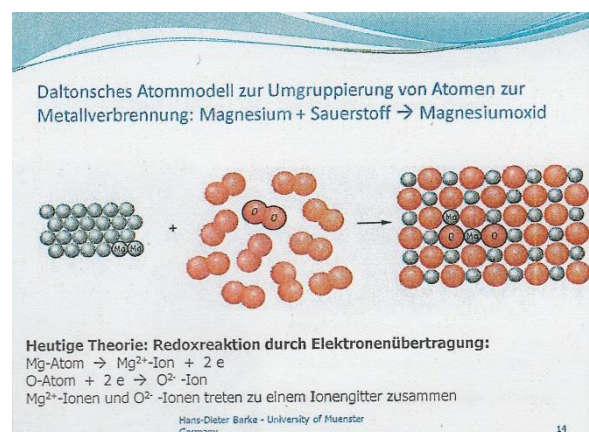 Daltonsches Atommodell zur Umgruppierung von Atomen zur
Metallverbrennung: Magnesium + Sauerstoff → Magnesiumoxid
+
O
O
→
Mg
Mg
Mg
O
Mg
O
Heutige Theorie: Redoxreaktion durch Elektronenübertragung:
Mg-Atom → Mg²⁺-Ion + 2 e
O-Atom + 2 e → O²⁻ -Ion
Mg²⁺-Ionen und O²⁻ -Ionen treten zu einem Ionengitter zusammen
Hans-Dieter Barke - University of Muenster
Germany
14